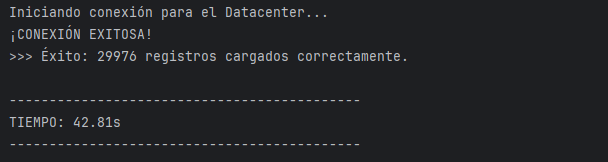 Iniciando conexión para el Datacenter...
¡CONEXIÓN EXITOSA!
>>> Éxito: 29976 registros cargados correctamente.
--------------------------------------------
TIEMPO: 42.81s
--------------------------------------------